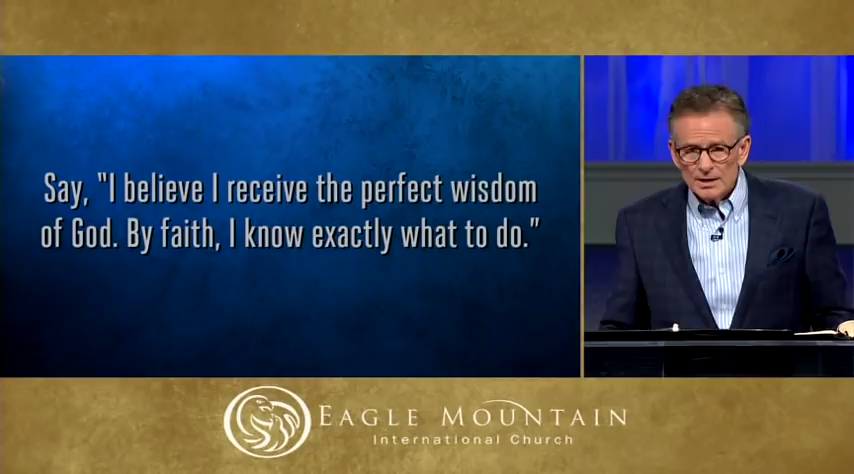 Say, "I believe I receive the perfect wisdom
of God. By faith, I know exactly what to do."
EAGLE MOUNTAIN
International Church